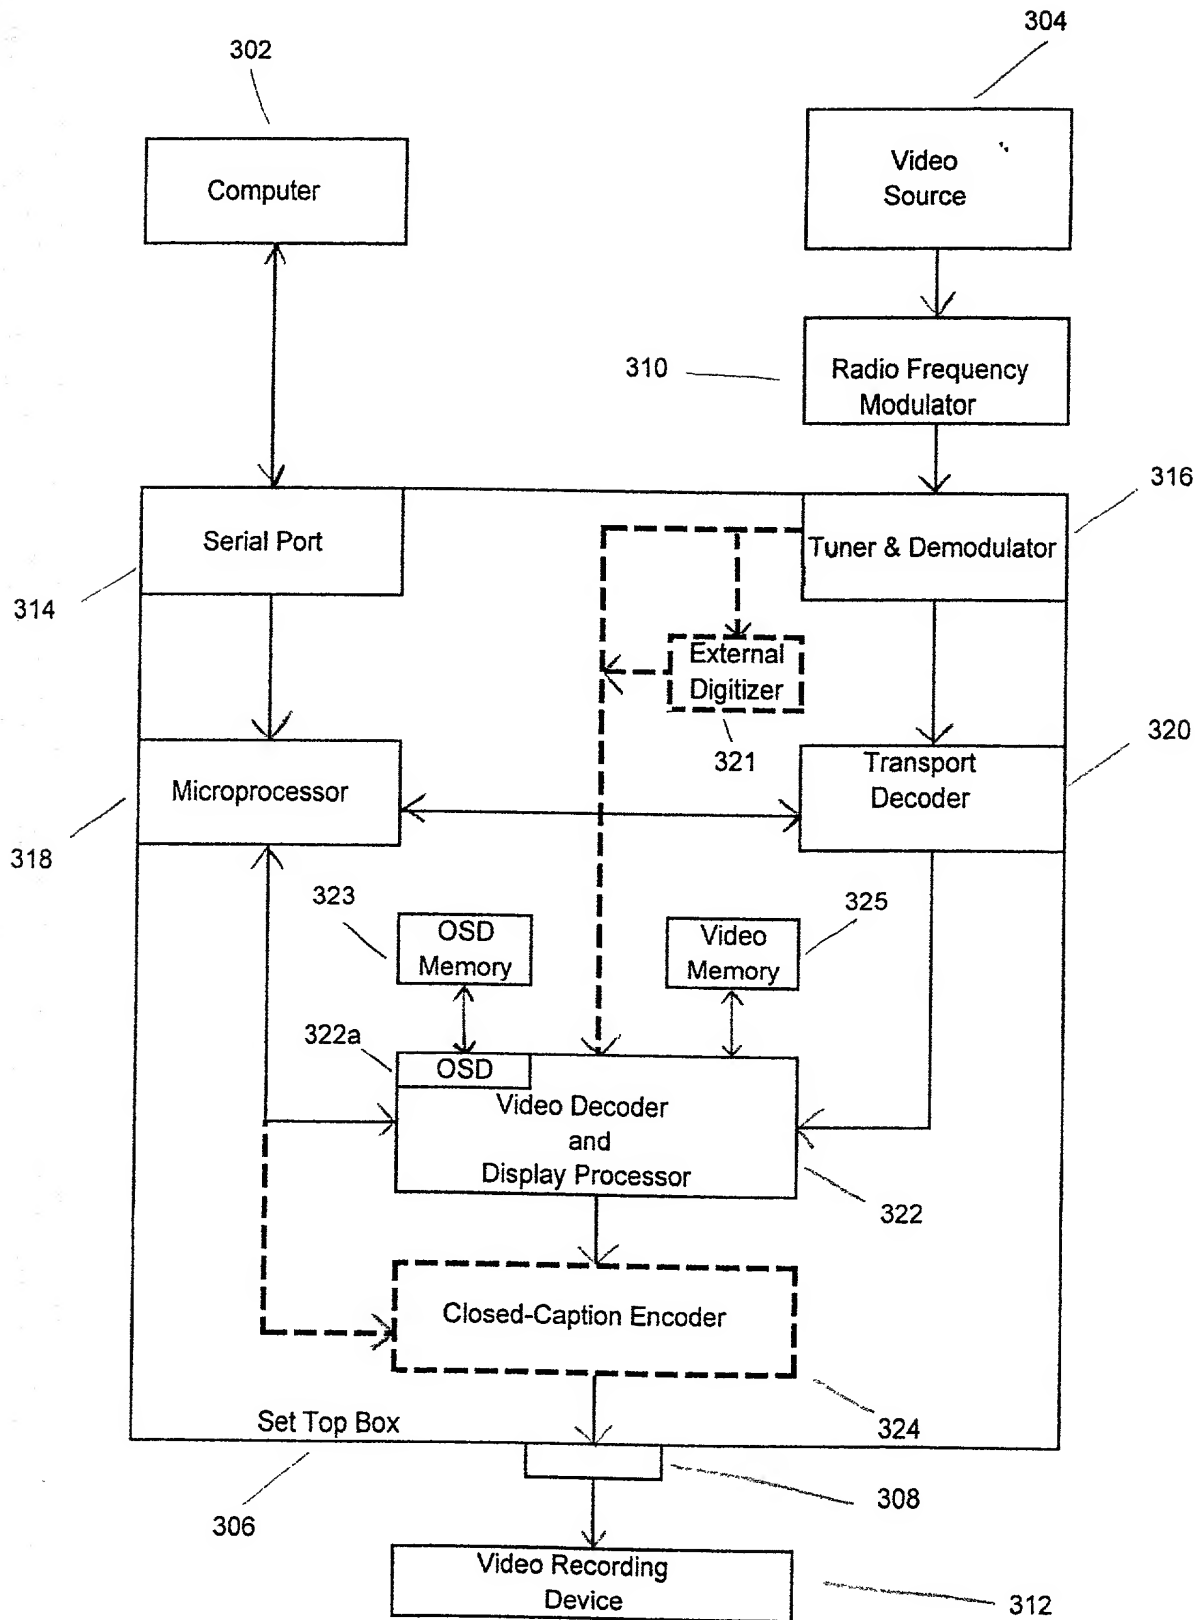 304
302
Video
Source
Computer
310
Radio Frequency
Modulator
316
Serial Port
Tuner & Demodulator
314
External
Digitizer
321
320
Transport
Decoder
Microprocessor
318
323
325
OSD
Memory
Video
Memory
322a
OSD
Video Decoder
and
Display Processor
322
Closed-Caption Encoder
324
Set Top Box
308
306
Video Recording
Device
312